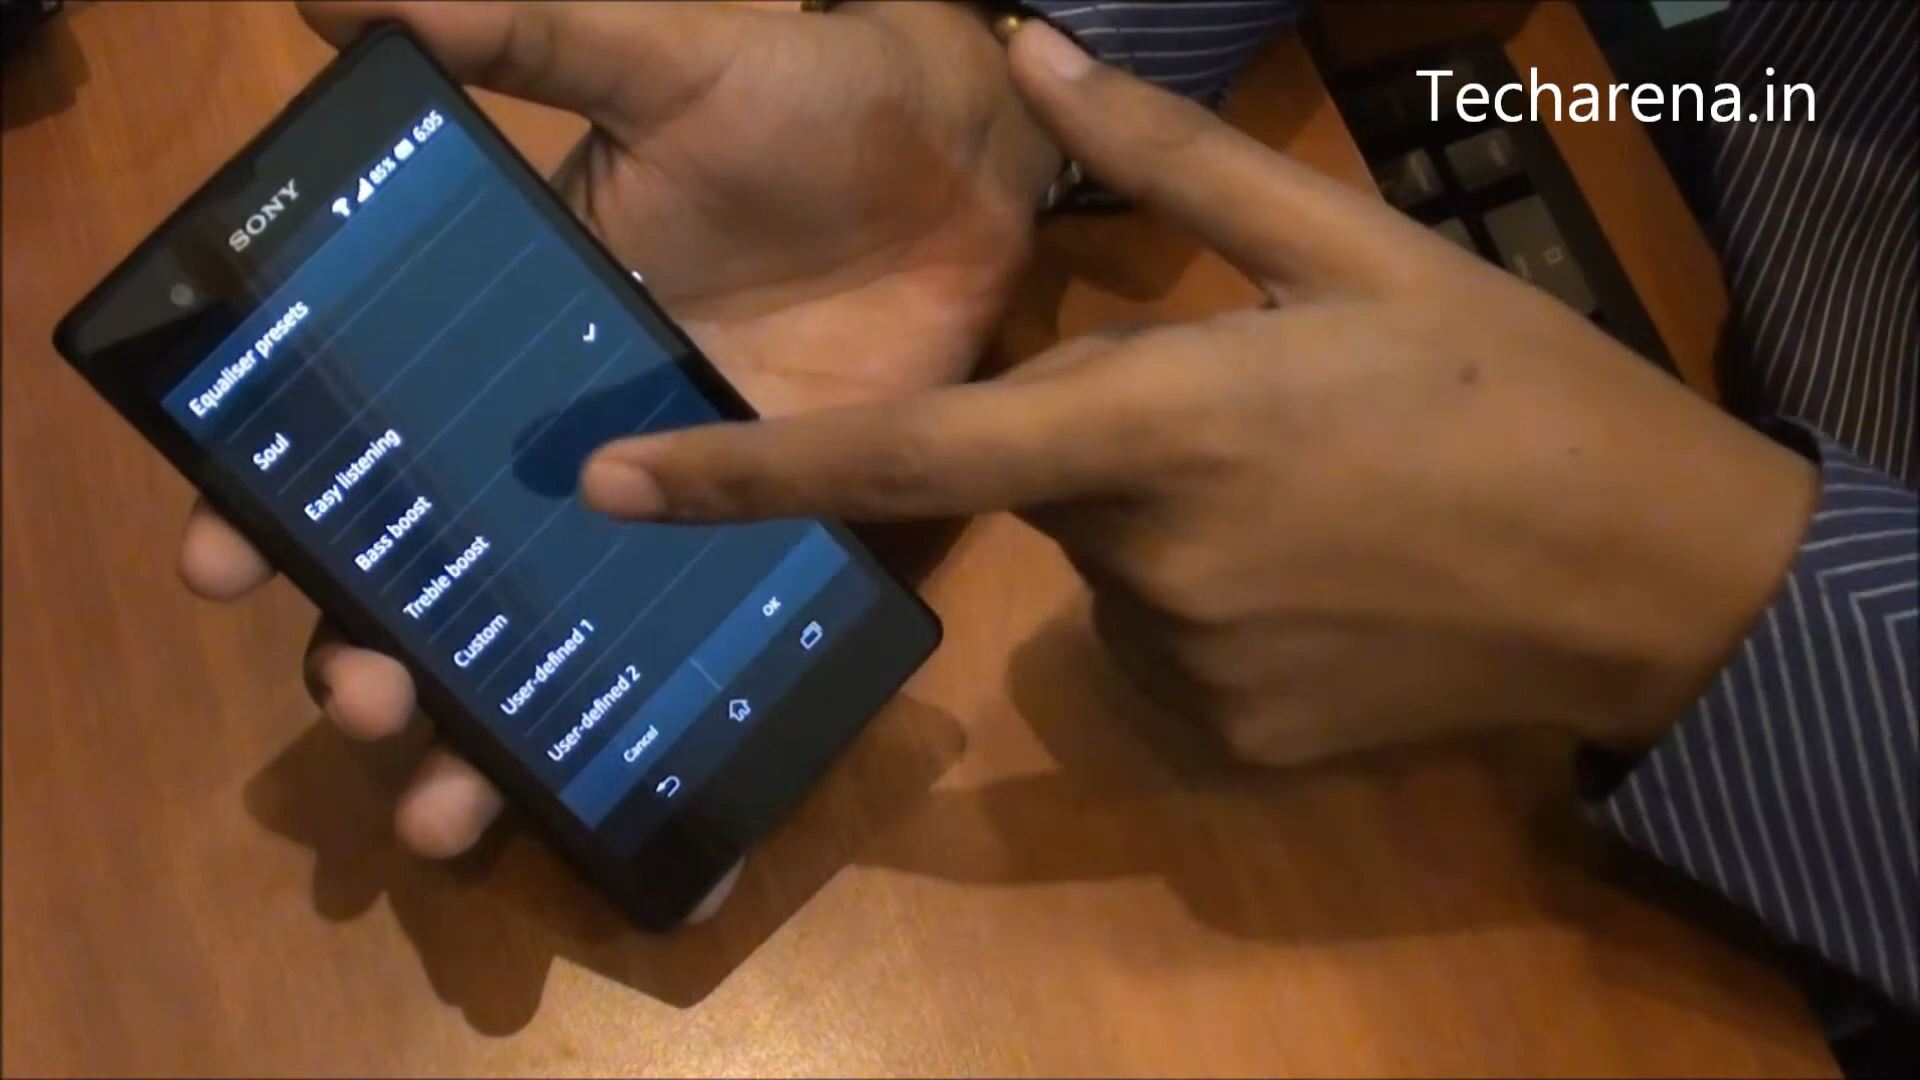 Techarena.in
SONY
85% 6:05
Equaliser presets
Soul
Easy listening
Bass boost
Treble boost
Custom
User-defined 1
User-defined 2
Cancel
OK